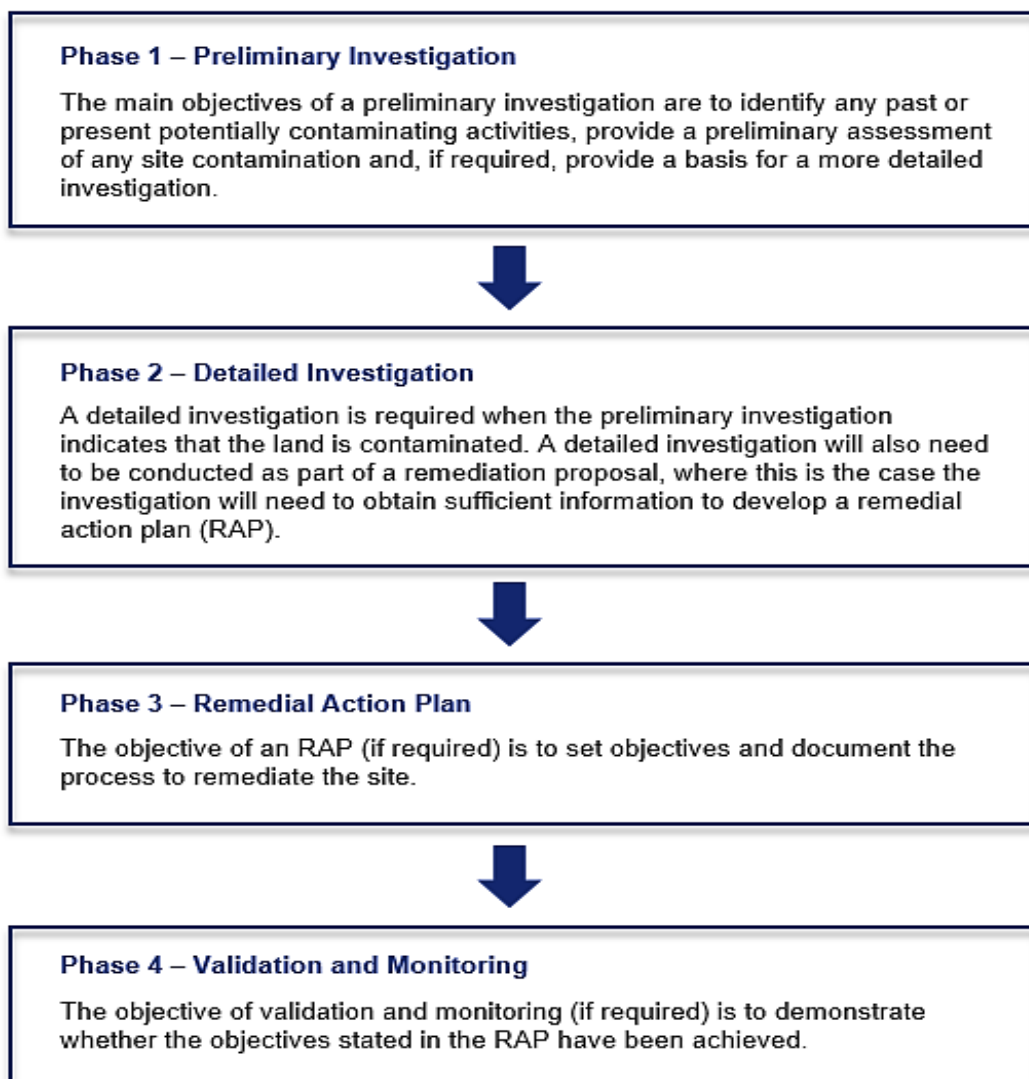 Phase 1 – Preliminary Investigation
The main objectives of a preliminary investigation are to identify any past or
present potentially contaminating activities, provide a preliminary assessment
of any site contamination and, if required, provide a basis for a more detailed
investigation.
Phase 2 – Detailed Investigation
A detailed investigation is required when the preliminary investigation
indicates that the land is contaminated. A detailed investigation will also need
to be conducted as part of a remediation proposal, where this is the case the
investigation will need to obtain sufficient information to develop a remedial
action plan (RAP).
Phase 3 – Remedial Action Plan
The objective of an RAP (if required) is to set objectives and document the
process to remediate the site.
Phase 4 – Validation and Monitoring
The objective of validation and monitoring (if required) is to demonstrate
whether the objectives stated in the RAP have been achieved.